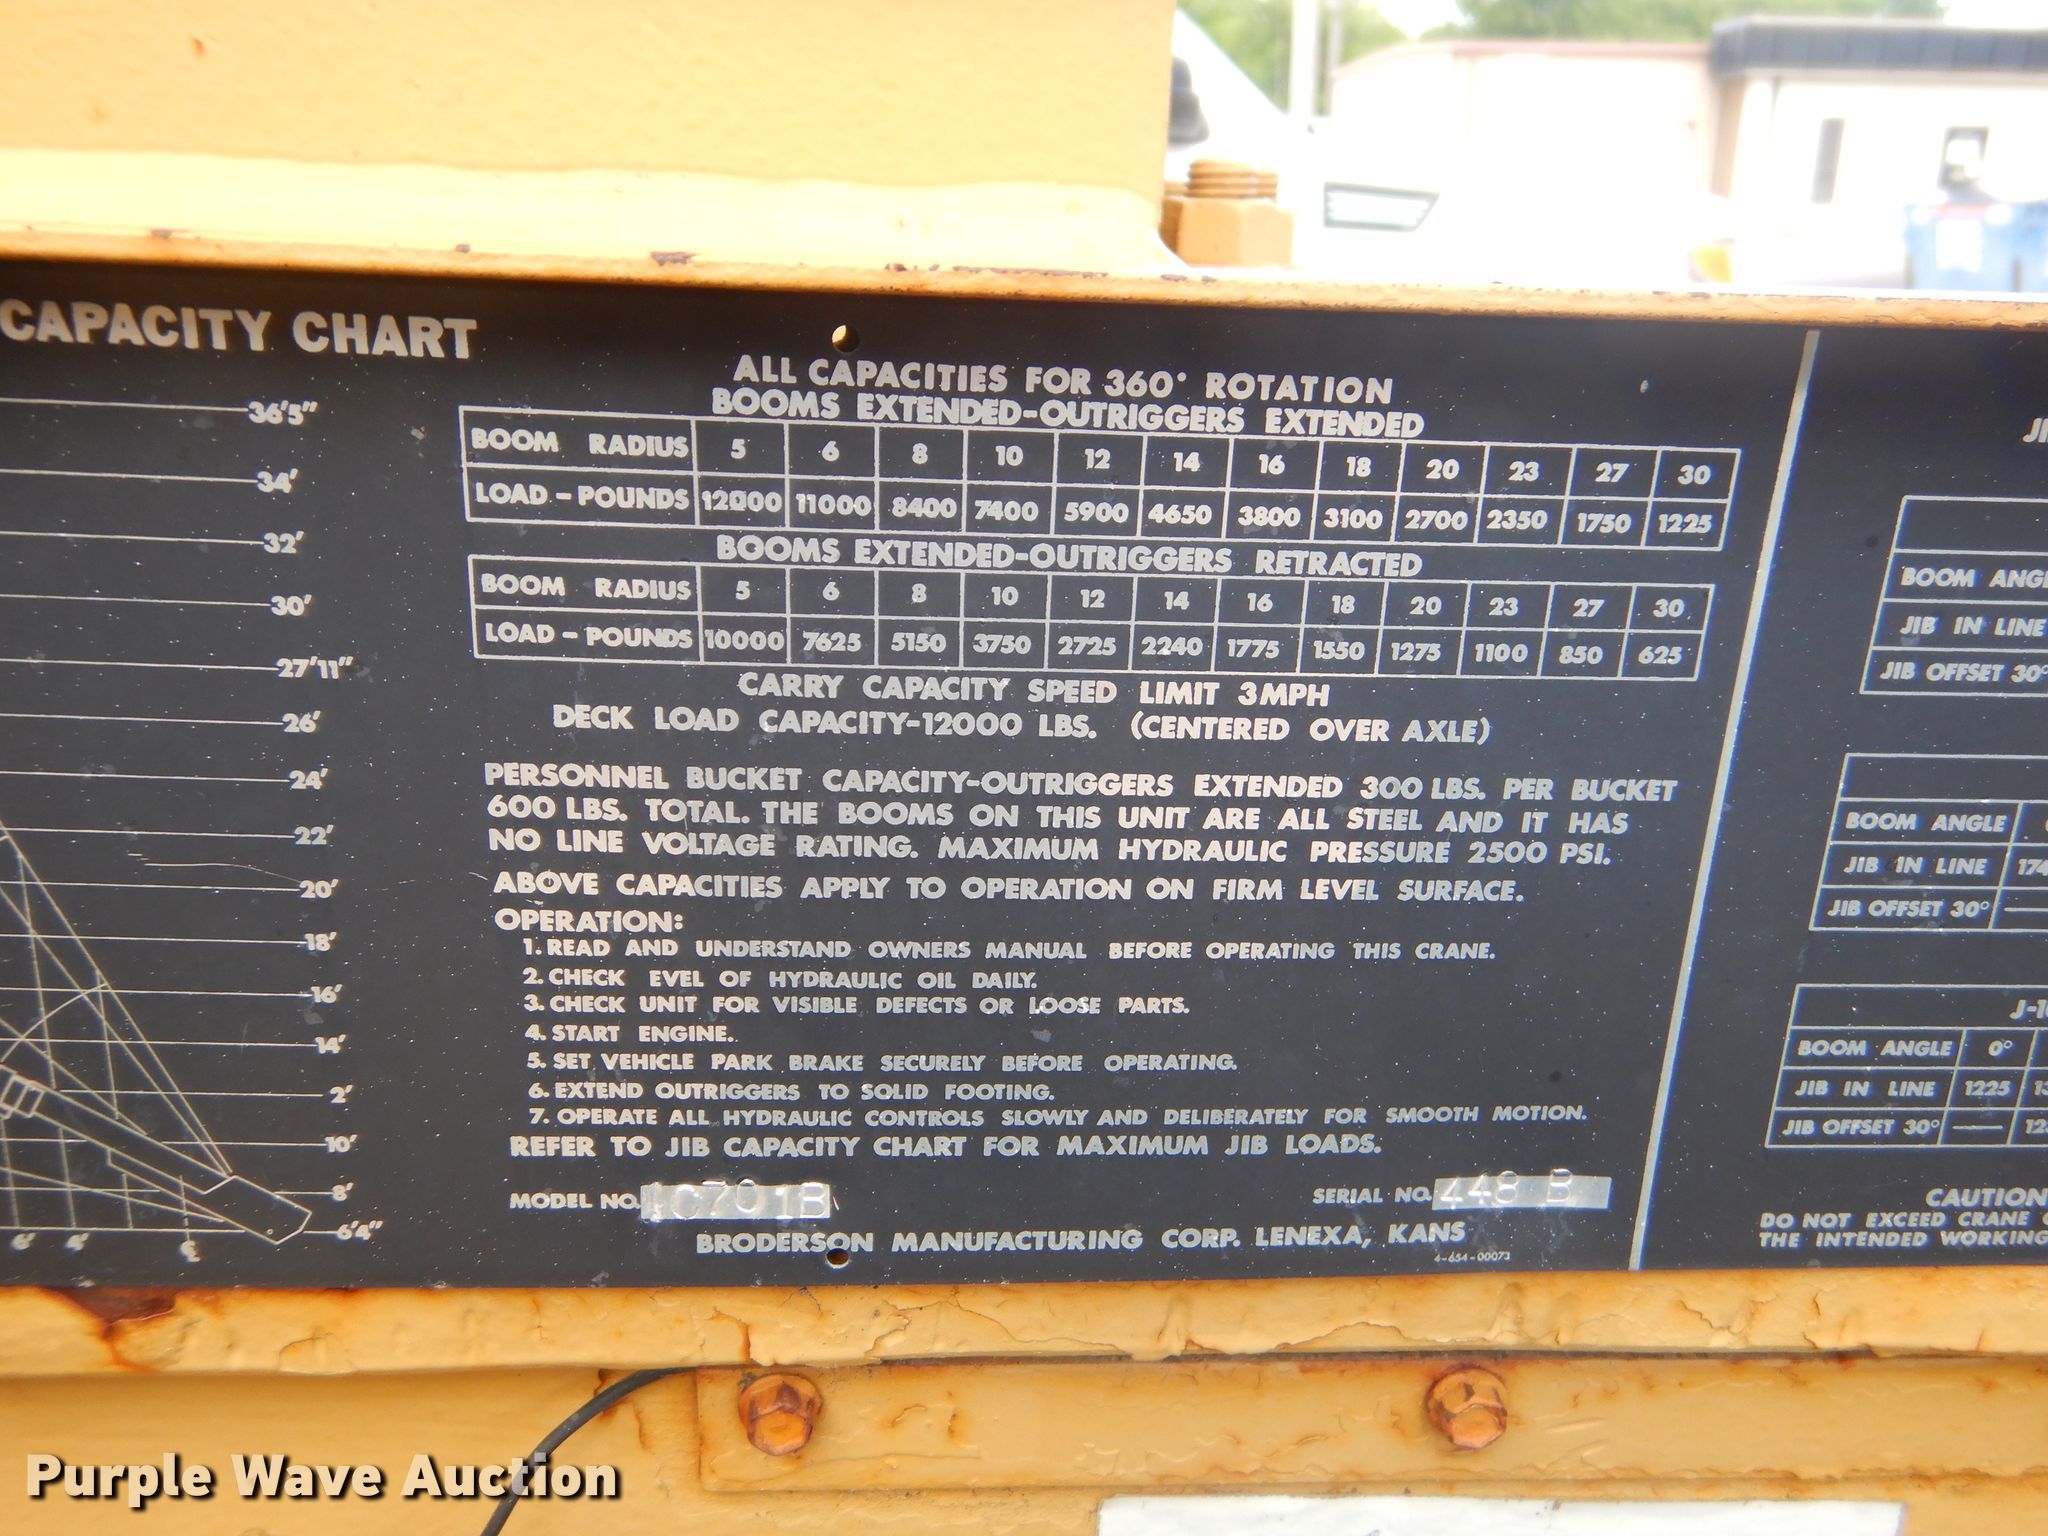 CAPACITY CHART
36'5"
34'
32'
30'
27'11"
26'
24'
22'
20'
18'
16'
14'
2'
10'
8'
6'4"
6' 4' ℄
ALL CAPACITIES FOR 360° ROTATION
BOOMS EXTENDED-OUTRIGGERS EXTENDED
BOOM RADIUS 5 6 8 10 12 14 16 18 20 23 27 30
LOAD - POUNDS 12000 11000 8400 7400 5900 4650 3800 3100 2700 2350 1750 1225
BOOMS EXTENDED-OUTRIGGERS RETRACTED
BOOM RADIUS 5 6 8 10 12 14 16 18 20 23 27 30
LOAD - POUNDS 10000 7625 5150 3750 2725 2240 1775 1550 1275 1100 850 625
CARRY CAPACITY SPEED LIMIT 3MPH
DECK LOAD CAPACITY-12000 LBS. (CENTERED OVER AXLE)
PERSONNEL BUCKET CAPACITY-OUTRIGGERS EXTENDED 300 LBS. PER BUCKET
600 LBS. TOTAL. THE BOOMS ON THIS UNIT ARE ALL STEEL AND IT HAS
NO LINE VOLTAGE RATING. MAXIMUM HYDRAULIC PRESSURE 2500 PSI.
ABOVE CAPACITIES APPLY TO OPERATION ON FIRM LEVEL SURFACE.
OPERATION:
1. READ AND UNDERSTAND OWNERS MANUAL BEFORE OPERATING THIS CRANE.
2. CHECK EVEL OF HYDRAULIC OIL DAILY.
3. CHECK UNIT FOR VISIBLE DEFECTS OR LOOSE PARTS.
4. START ENGINE.
5. SET VEHICLE PARK BRAKE SECURELY BEFORE OPERATING.
6. EXTEND OUTRIGGERS TO SOLID FOOTING.
7. OPERATE ALL HYDRAULIC CONTROLS SLOWLY AND DELIBERATELY FOR SMOOTH MOTION.
REFER TO JIB CAPACITY CHART FOR MAXIMUM JIB LOADS.
MODEL NO. IC701B SERIAL NO. 448 B
BRODERSON MANUFACTURING CORP. LENEXA, KANS
4-654-00073
JI
BOOM ANGL
JIB IN LINE
JIB OFFSET 30°
BOOM ANGLE
JIB IN LINE 174
JIB OFFSET 30° —
J-1
BOOM ANGLE 0°
JIB IN LINE 1225 13
JIB OFFSET 30° — 12
CAUTION
DO NOT EXCEED CRANE
THE INTENDED WORKING
Purple Wave Auction